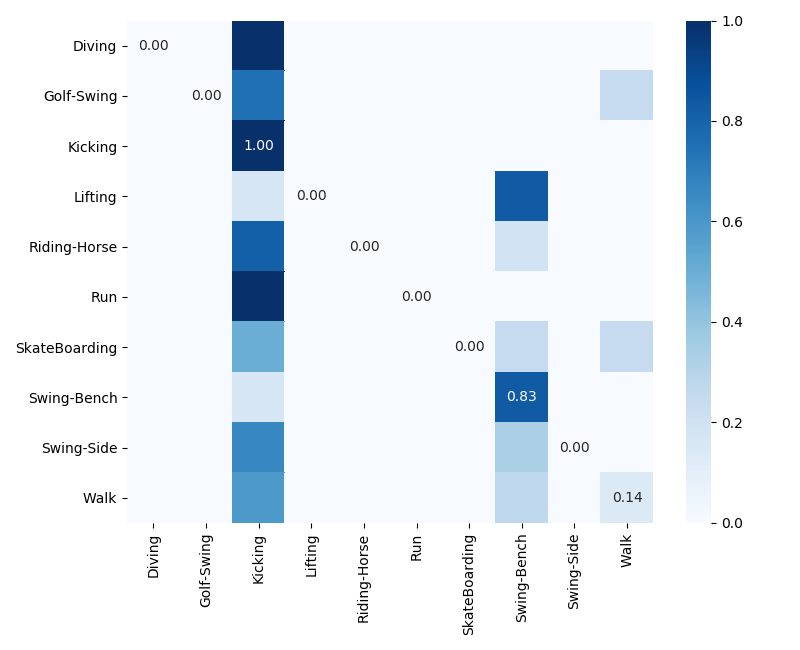 Diving 0.00
Golf-Swing 0.00
Kicking 1.00
Lifting 0.00
Riding-Horse 0.00
Run 0.00
SkateBoarding 0.00
Swing-Bench 0.83
Swing-Side 0.00
Walk 0.14
Diving
Golf-Swing
Kicking
Lifting
Riding-Horse
Run
SkateBoarding
Swing-Bench
Swing-Side
Walk
1.0
0.8
0.6
0.4
0.2
0.0